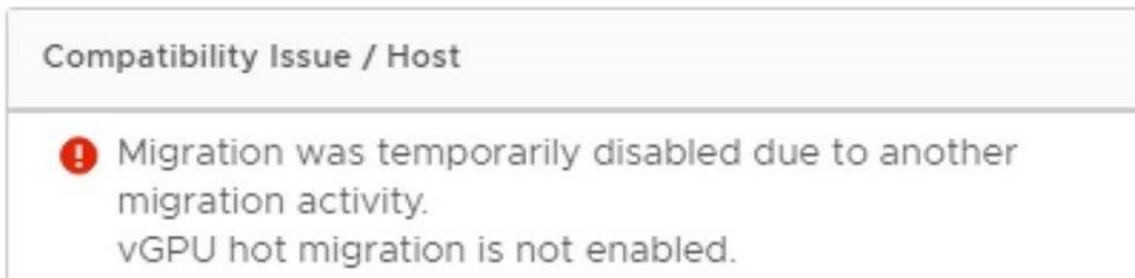 Compatibility Issue / Host
Migration was temporarily disabled due to another
migration activity.
vGPU hot migration is not enabled.